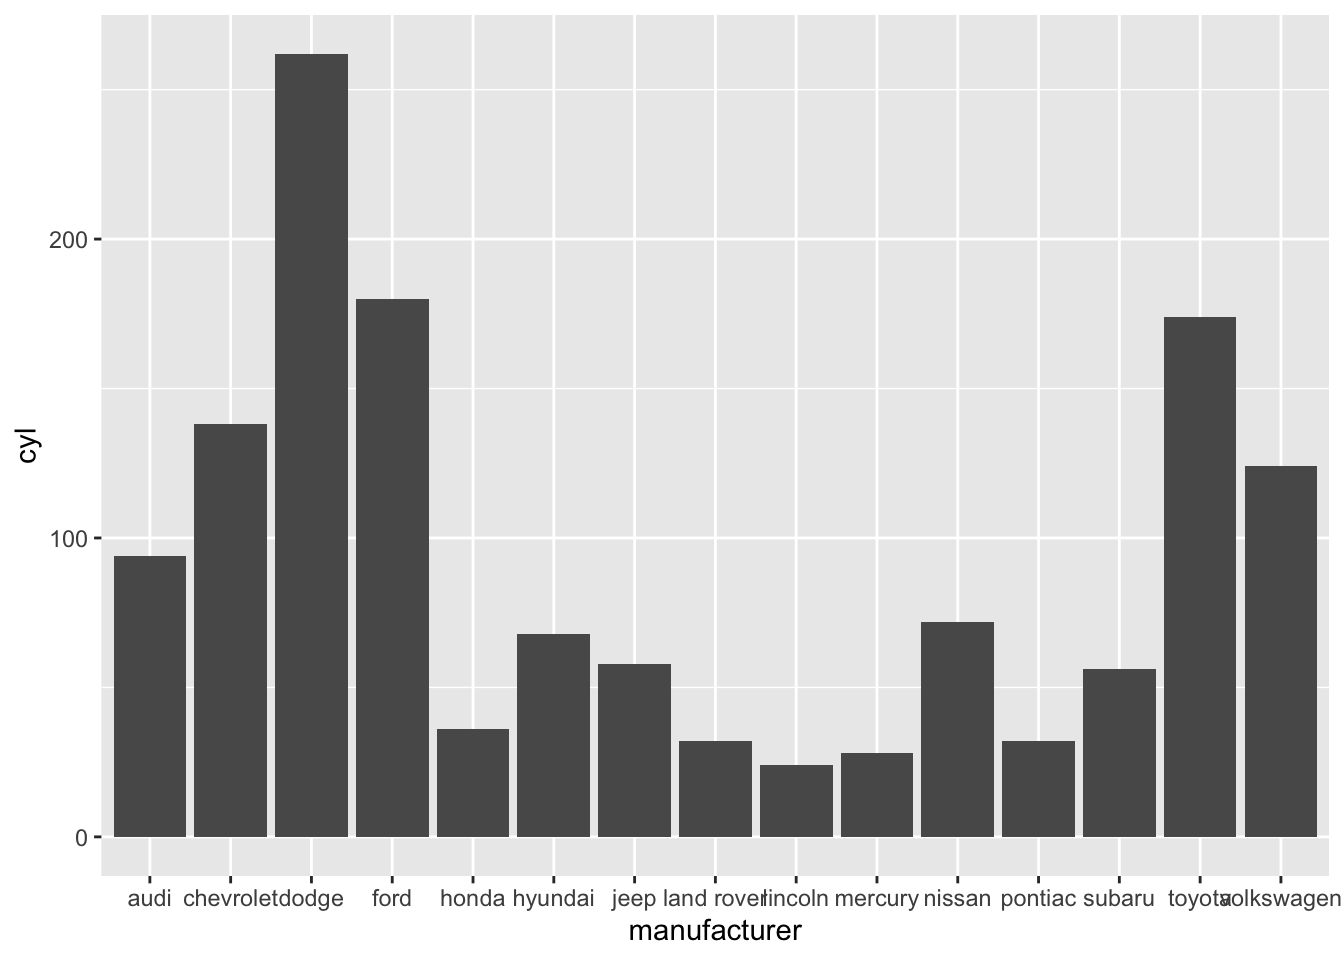 200
100
0
cyl
audi chevrolet dodge ford honda hyundai jeep land rover lincoln mercury nissan pontiac subaru toyota volkswagen
manufacturer